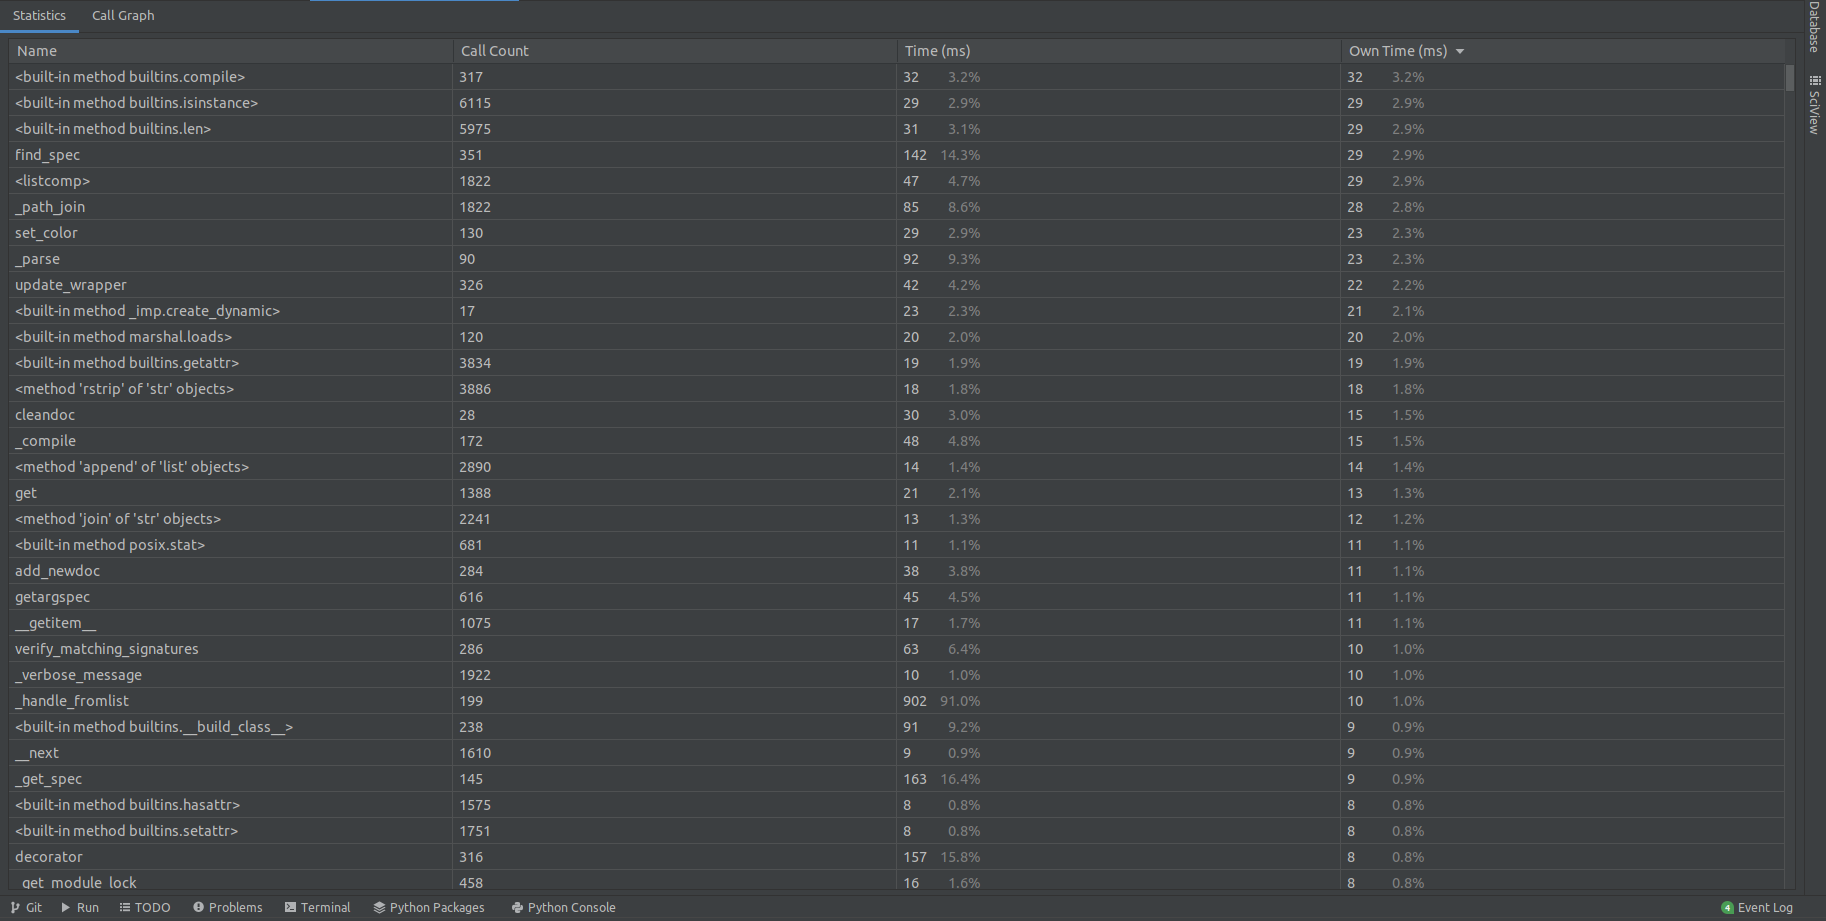 Statistics Call Graph
Name Call Count Time (ms) Own Time (ms)
<built-in method builtins.compile> 317 32 3.2% 32 3.2%
<built-in method builtins.isinstance> 6115 29 2.9% 29 2.9%
<built-in method builtins.len> 5975 31 3.1% 29 2.9%
find_spec 351 142 14.3% 29 2.9%
<listcomp> 1822 47 4.7% 29 2.9%
_path_join 1822 85 8.6% 28 2.8%
set_color 130 29 2.9% 23 2.3%
_parse 90 92 9.3% 23 2.3%
update_wrapper 326 42 4.2% 22 2.2%
<built-in method _imp.create_dynamic> 17 23 2.3% 21 2.1%
<built-in method marshal.loads> 120 20 2.0% 20 2.0%
<built-in method builtins.getattr> 3834 19 1.9% 19 1.9%
<method 'rstrip' of 'str' objects> 3886 18 1.8% 18 1.8%
cleandoc 28 30 3.0% 15 1.5%
_compile 172 48 4.8% 15 1.5%
<method 'append' of 'list' objects> 2890 14 1.4% 14 1.4%
get 1388 21 2.1% 13 1.3%
<method 'join' of 'str' objects> 2241 13 1.3% 12 1.2%
<built-in method posix.stat> 681 11 1.1% 11 1.1%
add_newdoc 284 38 3.8% 11 1.1%
getargspec 616 45 4.5% 11 1.1%
__getitem__ 1075 17 1.7% 11 1.1%
verify_matching_signatures 286 63 6.4% 10 1.0%
_verbose_message 1922 10 1.0% 10 1.0%
_handle_fromlist 199 902 91.0% 10 1.0%
<built-in method builtins.__build_class__> 238 91 9.2% 9 0.9%
__next 1610 9 0.9% 9 0.9%
_get_spec 145 163 16.4% 9 0.9%
<built-in method builtins.hasattr> 1575 8 0.8% 8 0.8%
<built-in method builtins.setattr> 1751 8 0.8% 8 0.8%
decorator 316 157 15.8% 8 0.8%
_get_module_lock 458 16 1.6% 8 0.8%
Database
SciView
Git Run TODO Problems Terminal Python Packages Python Console 4 Event Log